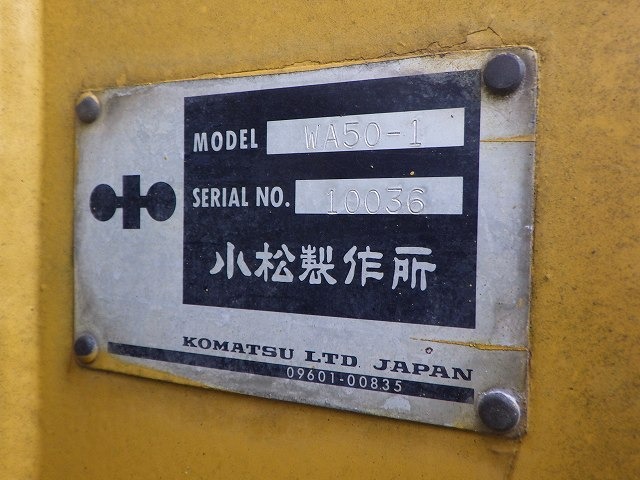 MODEL WA50-1
SERIAL NO. 10036
小松製作所
KOMATSU LTD. JAPAN
09601-00835